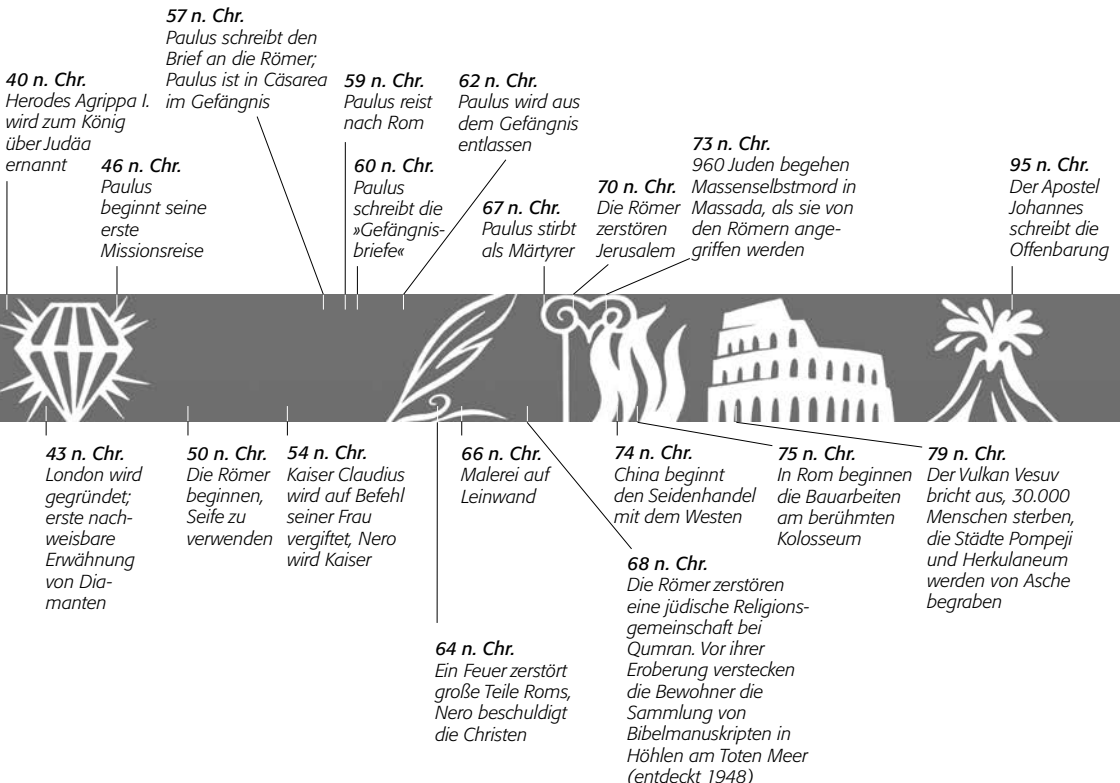 57 n. Chr.
Paulus schreibt den
Brief an die Römer;
Paulus ist in Cäsarea
im Gefängnis
40 n. Chr.
Herodes Agrippa I.
wird zum König
über Judäa
ernannt
46 n. Chr.
Paulus
beginnt seine
erste
Missionsreise
59 n. Chr.
Paulus reist
nach Rom
60 n. Chr.
Paulus
schreibt die
»Gefängnis-
briefe«
62 n. Chr.
Paulus wird aus
dem Gefängnis
entlassen
67 n. Chr.
Paulus stirbt
als Märtyrer
70 n. Chr.
Die Römer
zerstören
Jerusalem
73 n. Chr.
960 Juden begehen
Massenselbstmord in
Massada, als sie von
den Römern ange-
griffen werden
95 n. Chr.
Der Apostel
Johannes
schreibt die
Offenbarung
43 n. Chr.
London wird
gegründet;
erste nach-
weisbare
Erwähnung
von Dia-
manten
50 n. Chr.
Die Römer
beginnen,
Seife zu
verwenden
54 n. Chr.
Kaiser Claudius
wird auf Befehl
seiner Frau
vergiftet, Nero
wird Kaiser
64 n. Chr.
Ein Feuer zerstört
große Teile Roms,
Nero beschuldigt
die Christen
66 n. Chr.
Malerei auf
Leinwand
68 n. Chr.
Die Römer zerstören
eine jüdische Religions-
gemeinschaft bei
Qumran. Vor ihrer
Eroberung verstecken
die Bewohner die
Sammlung von
Bibelmanuskripten in
Höhlen am Toten Meer
(entdeckt 1948)
74 n. Chr.
China beginnt
den Seidenhandel
mit dem Westen
75 n. Chr.
In Rom beginnen
die Bauarbeiten
am berühmten
Kolosseum
79 n. Chr.
Der Vulkan Vesuv
bricht aus, 30.000
Menschen sterben,
die Städte Pompeji
und Herkulaneum
werden von Asche
begraben